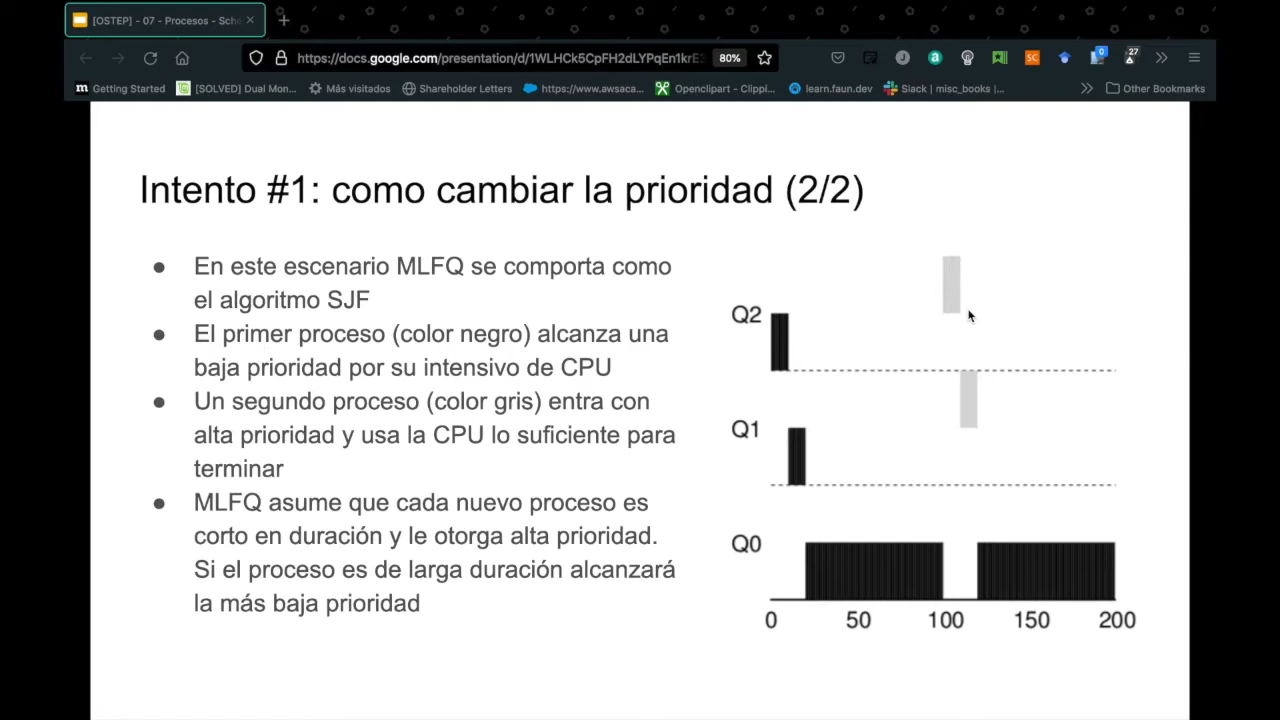 [OSTEP] - 07 - Procesos - Sche
https://docs.google.com/presentation/d/1WLHCk5CpFH2dLYPqEn1krE
80%
0
27
Getting Started
[SOLVED] Dual Mon...
Más visitados
Shareholder Letters
https://www.awsaca...
Openclipart - Clippi...
learn.faun.dev
Slack | misc_books |...
Other Bookmarks
Intento #1: como cambiar la prioridad (2/2)
● En este escenario MLFQ se comporta como
el algoritmo SJF
● El primer proceso (color negro) alcanza una
baja prioridad por su intensivo de CPU
● Un segundo proceso (color gris) entra con
alta prioridad y usa la CPU lo suficiente para
terminar
● MLFQ asume que cada nuevo proceso es
corto en duración y le otorga alta prioridad.
Si el proceso es de larga duración alcanzará
la más baja prioridad
Q2
Q1
Q0
0 50 100 150 200